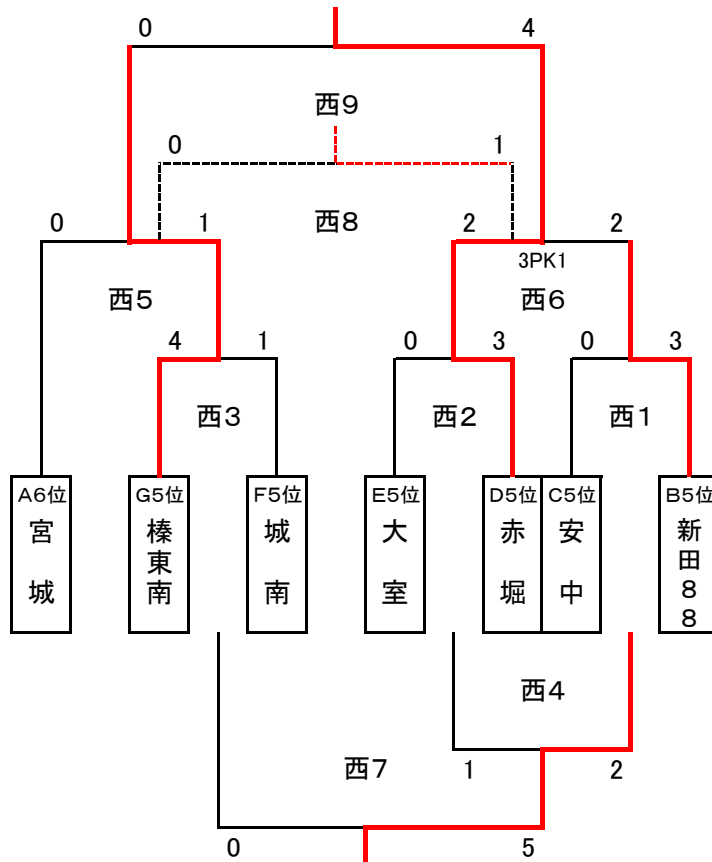 0 4
西9
0 1
西8
0 1 2 2
3PK1
西5 西6
4 1 0 3 0 3
西3 西2 西1
A6位 G5位 F5位 E5位 D5位 C5位 B5位
宮城 榛東南 城南 大室 赤堀 安中 新田88
西4
西7 1 2
0 5